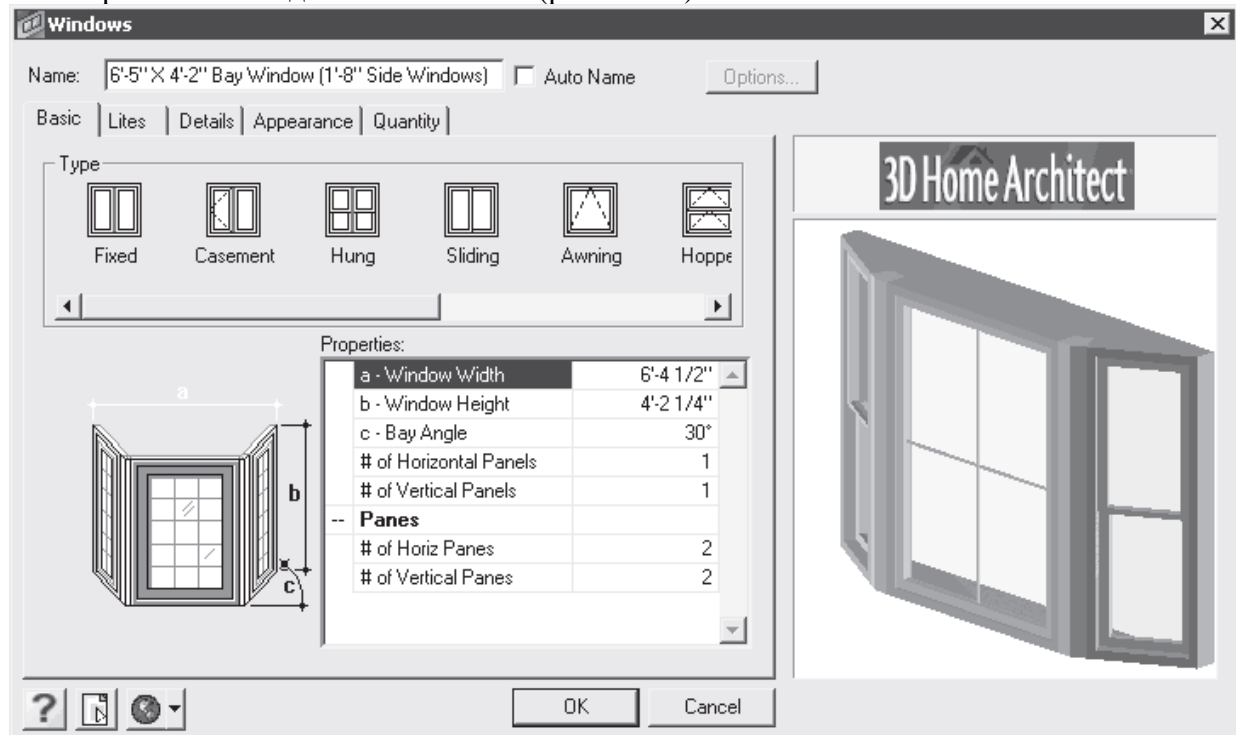 Windows
Name: 6'-5" X 4'-2" Bay Window (1'-8" Side Windows) Auto Name Options...
Basic Lites Details Appearance Quantity
3D Home Architect
Type
Fixed Casement Hung Sliding Awning Hoppe
Properties:
a - Window Width 6'-4 1/2"
b - Window Height 4'-2 1/4"
c - Bay Angle 30°
# of Horizontal Panels 1
# of Vertical Panels 1
-- Panes
# of Horiz Panes 2
# of Vertical Panes 2
a
b
c
? OK Cancel